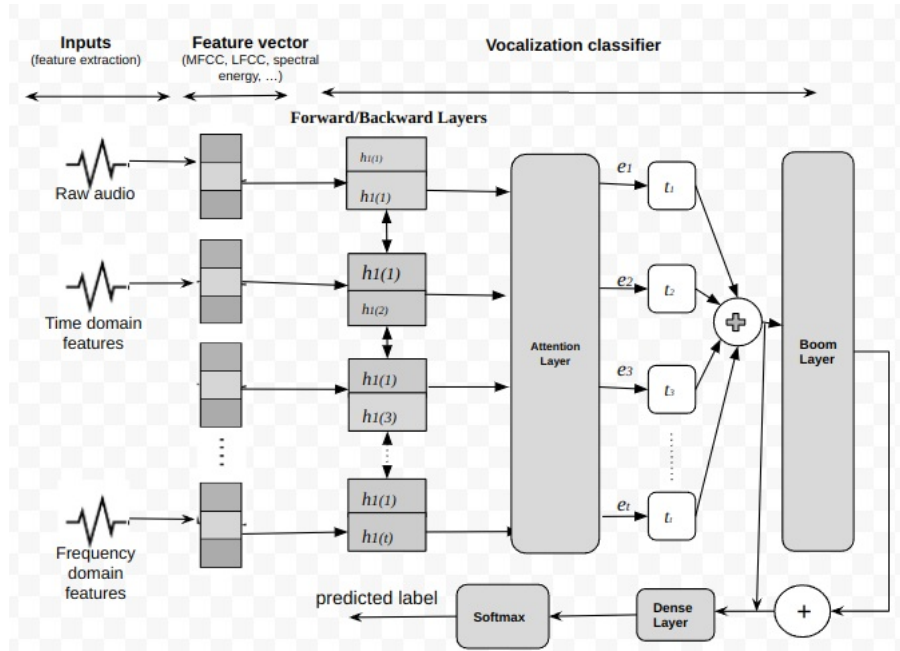 Inputs
(feature extraction)
Feature vector
(MFCC, LFCC, spectral
energy, …)
Vocalization classifier
Forward/Backward Layers
Raw audio
h1(1)
h1(1)
e1
t1
Time domain
features
h1(1)
h1(2)
e2
t2
Attention
Layer
Boom
Layer
h1(1)
h1(3)
e3
t3
Frequency
domain
features
h1(1)
h1(t)
et
tt
+
predicted label
Softmax
Dense
Layer
+